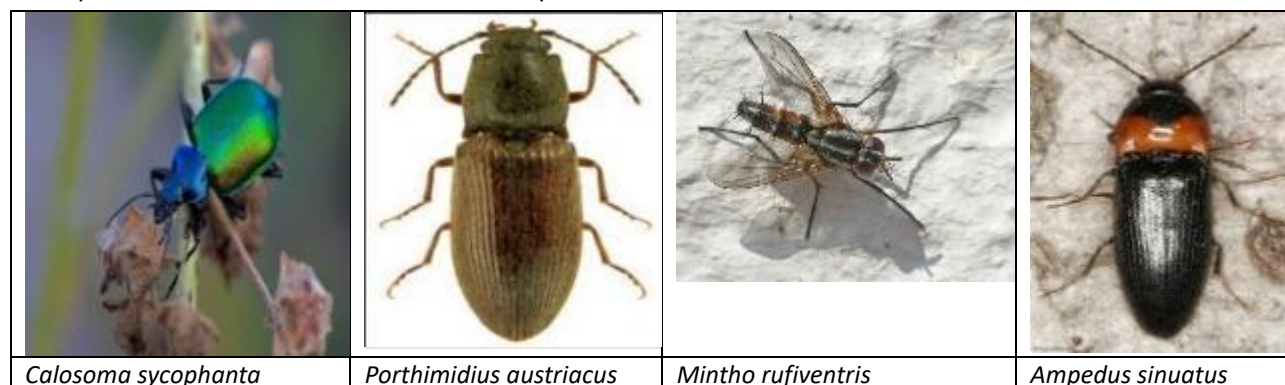 Calosoma sycophanta
Porthimidius austriacus
Mintho rufiventris
Ampedus sinuatus